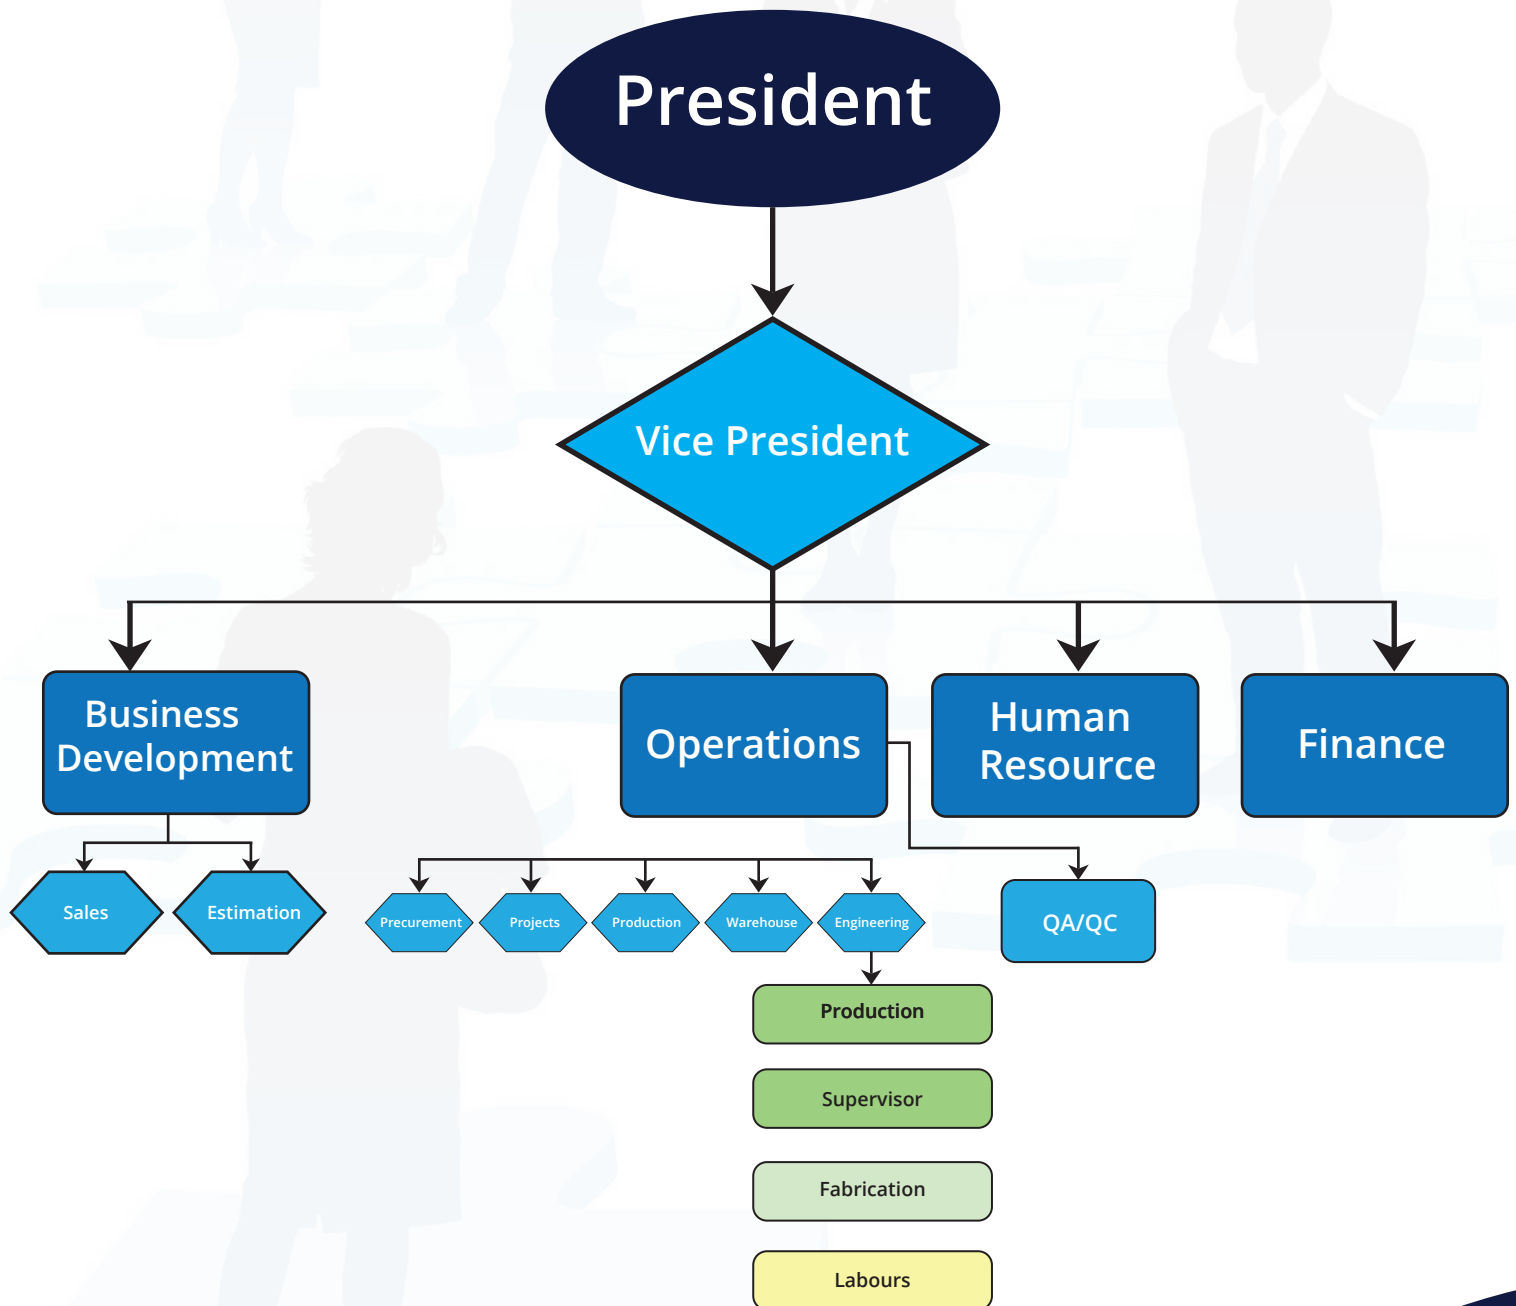 President
Vice President
Business
Development
Operations
Human
Resource
Finance
Sales
Estimation
Precurement
Projects
Production
Warehouse
Engineering
QA/QC
Production
Supervisor
Fabrication
Labours